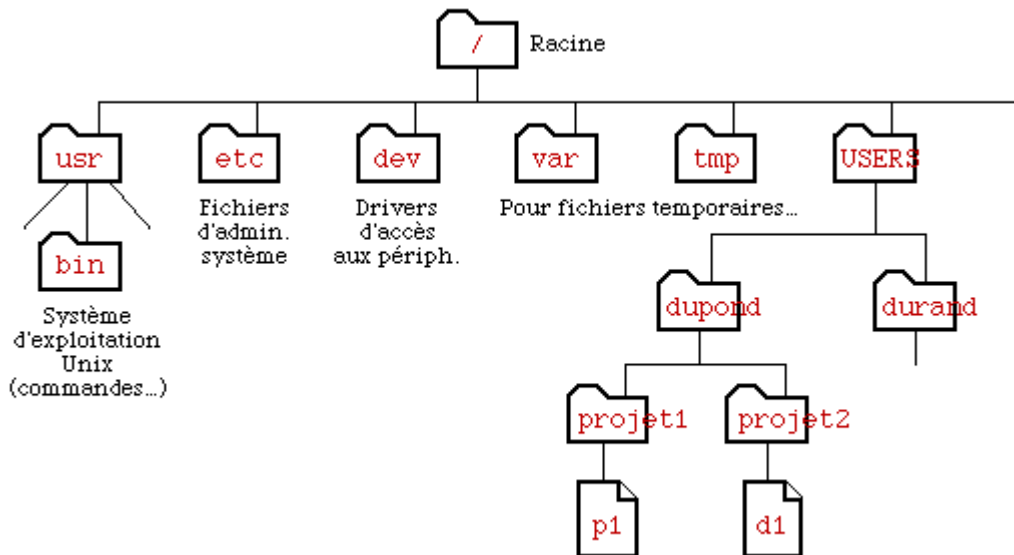 / Racine
usr etc dev var tmp USERS
Fichiers
d'admin.
système
Drivers
d'accès
aux périph.
Pour fichiers temporaires...
bin
Système
d'exploitation
Unix
(commandes...)
dupond durand
projet1 projet2
p1 d1